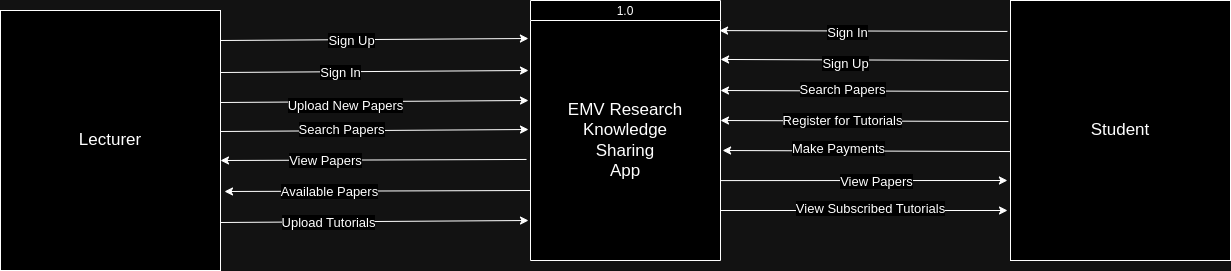 1.0
Lecturer
Sign Up
Sign In
Upload New Papers
Search Papers
View Papers
Available Papers
Upload Tutorials
EMV Research
Knowledge
Sharing
App
Sign In
Sign Up
Search Papers
Register for Tutorials
Make Payments
View Papers
View Subscribed Tutorials
Student